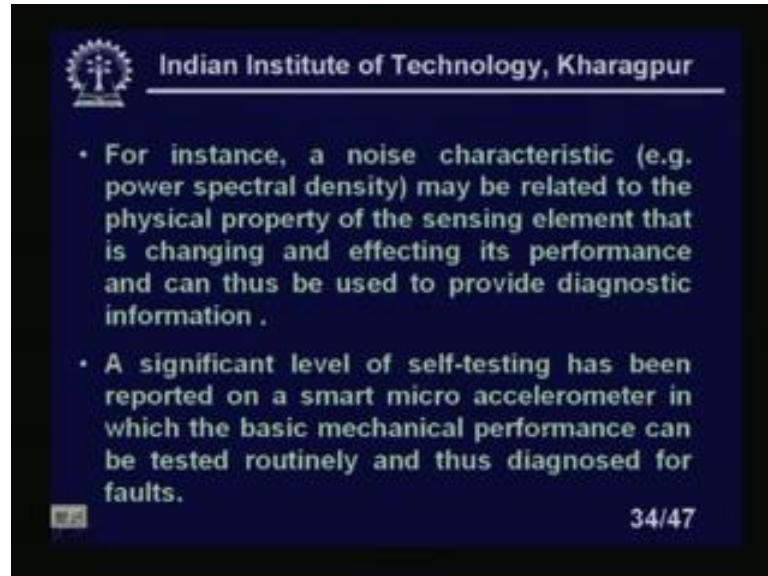 Indian Institute of Technology, Kharagpur
• For instance, a noise characteristic (e.g.
power spectral density) may be related to the
physical property of the sensing element that
is changing and effecting its performance
and can thus be used to provide diagnostic
information .
• A significant level of self-testing has been
reported on a smart micro accelerometer in
which the basic mechanical performance can
be tested routinely and thus diagnosed for
faults.
34/47